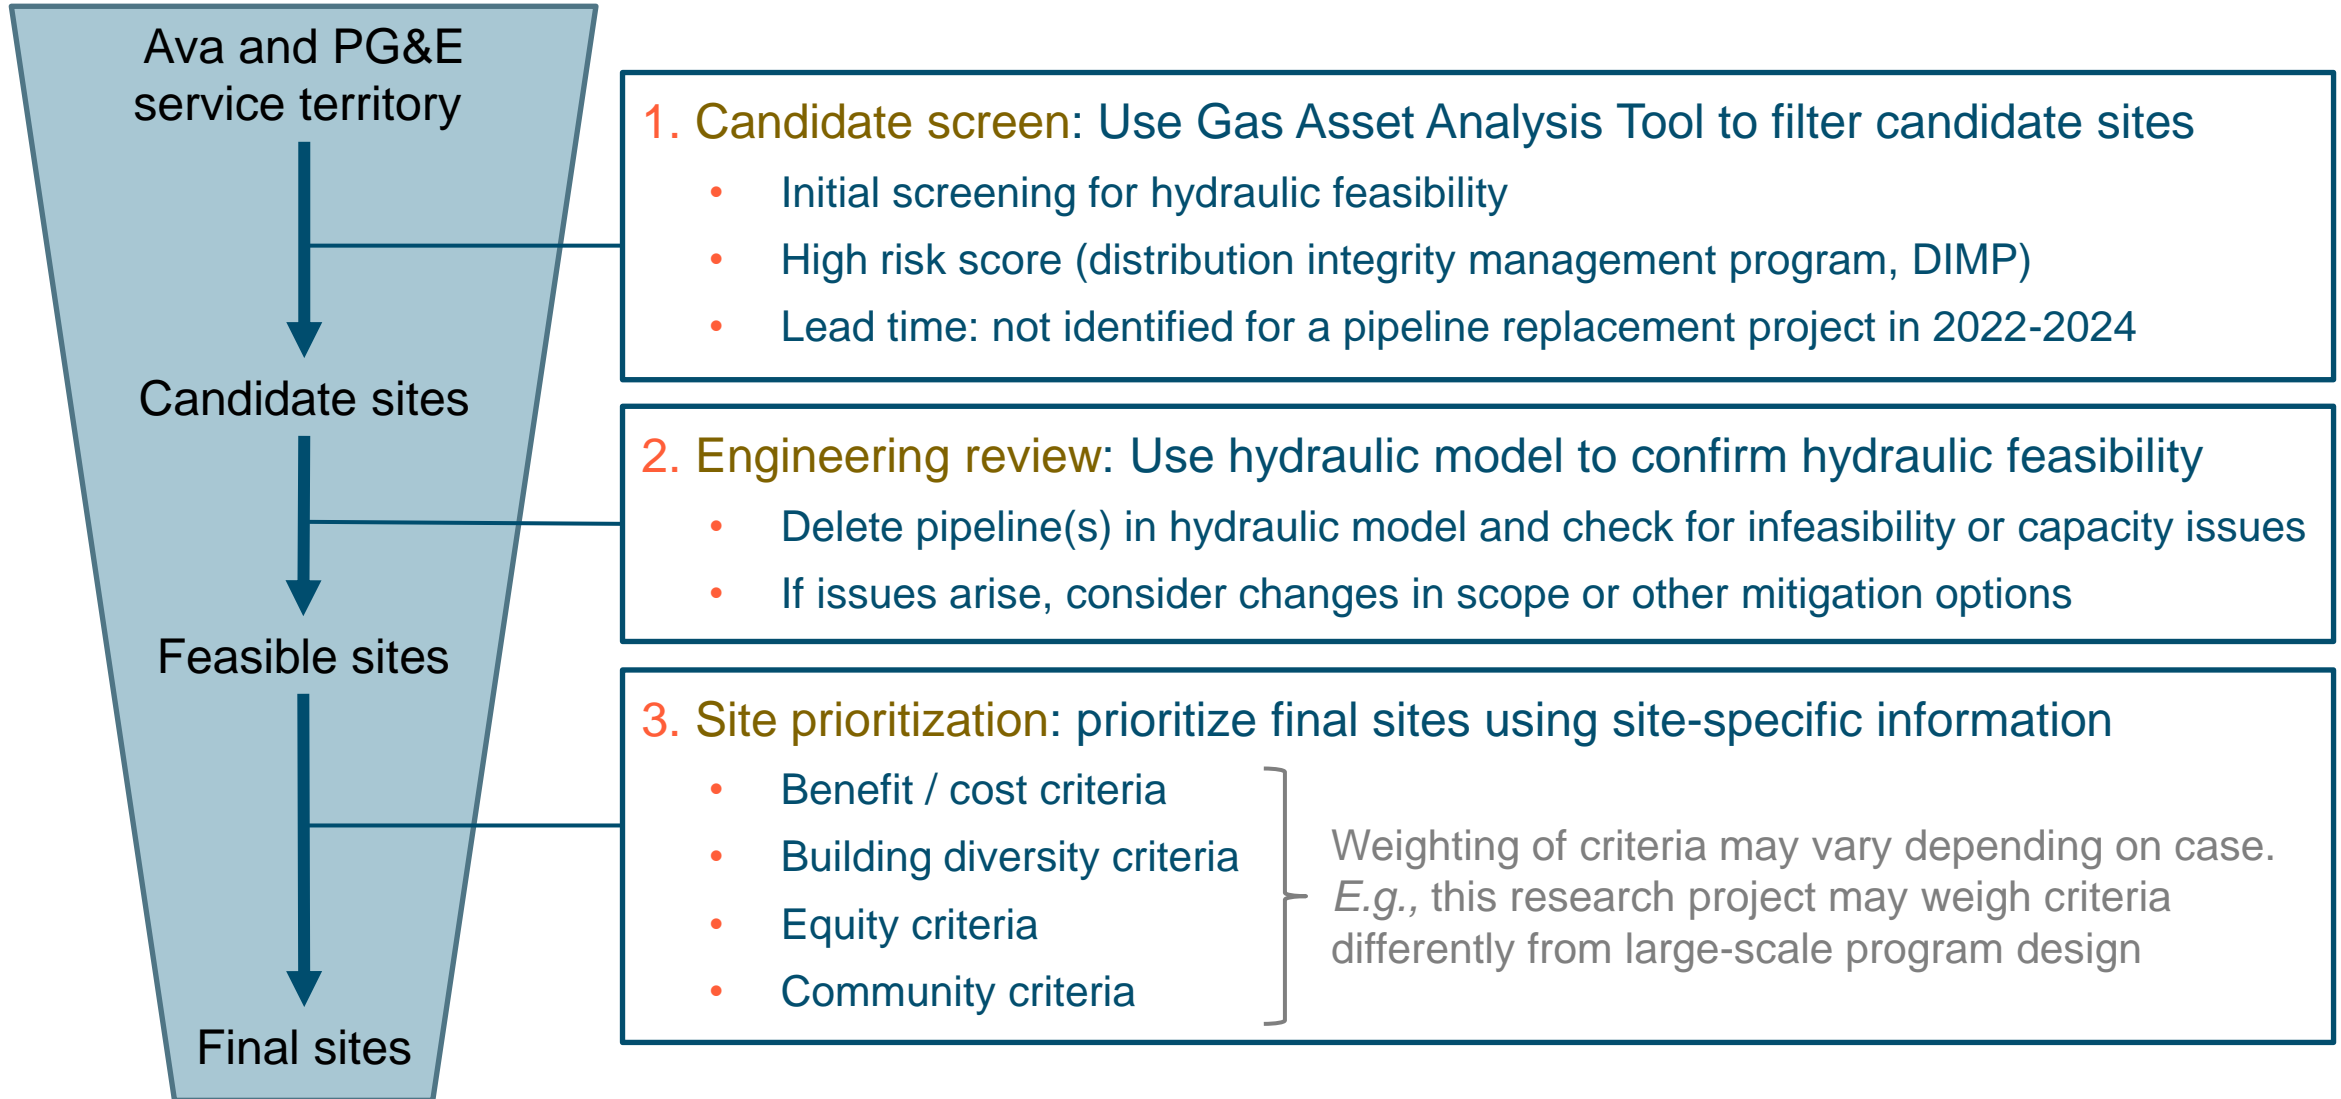 Ava and PG&E
service territory
Candidate sites
Feasible sites
Final sites
1. Candidate screen: Use Gas Asset Analysis Tool to filter candidate sites
• Initial screening for hydraulic feasibility
• High risk score (distribution integrity management program, DIMP)
• Lead time: not identified for a pipeline replacement project in 2022-2024
2. Engineering review: Use hydraulic model to confirm hydraulic feasibility
• Delete pipeline(s) in hydraulic model and check for infeasibility or capacity issues
• If issues arise, consider changes in scope or other mitigation options
3. Site prioritization: prioritize final sites using site-specific information
• Benefit / cost criteria
• Building diversity criteria
• Equity criteria
• Community criteria
Weighting of criteria may vary depending on case.
E.g., this research project may weigh criteria
differently from large-scale program design